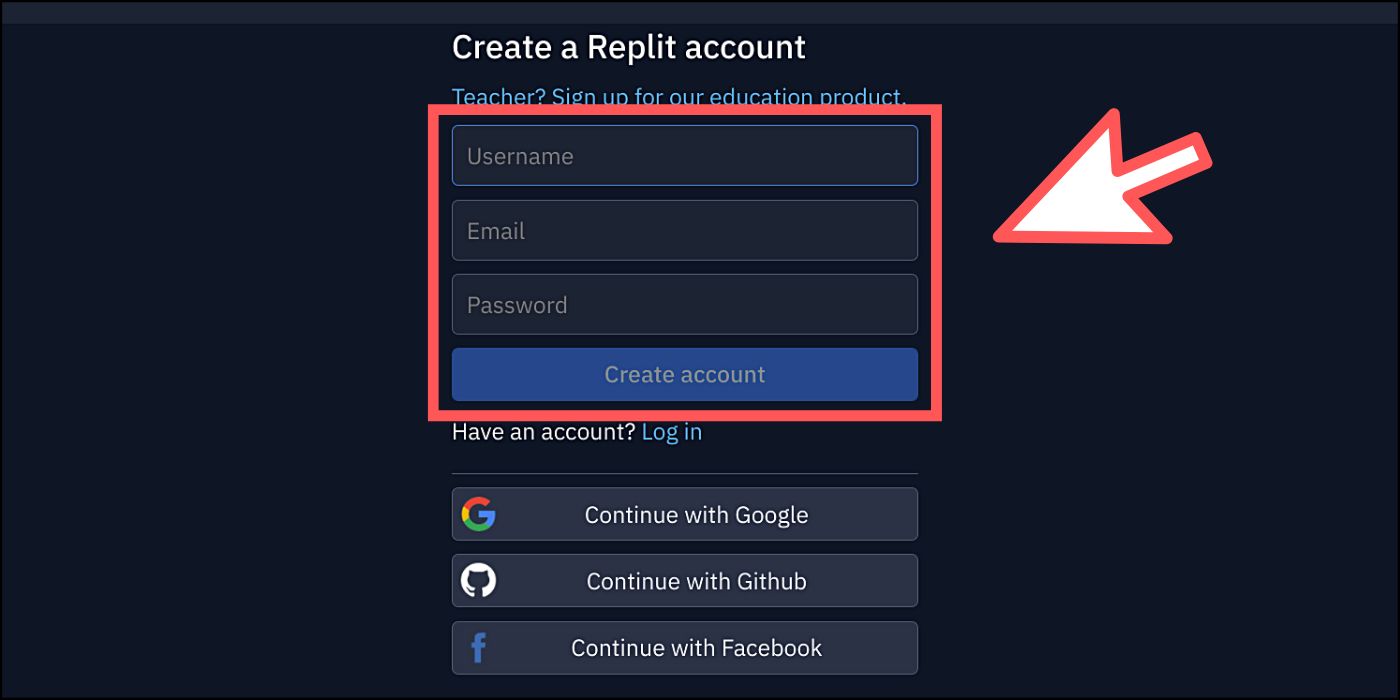 Create a Replit account
Teacher? Sign up for our education product.
Username
Email
Password
Create account
Have an account? Log in
Continue with Google
Continue with Github
Continue with Facebook